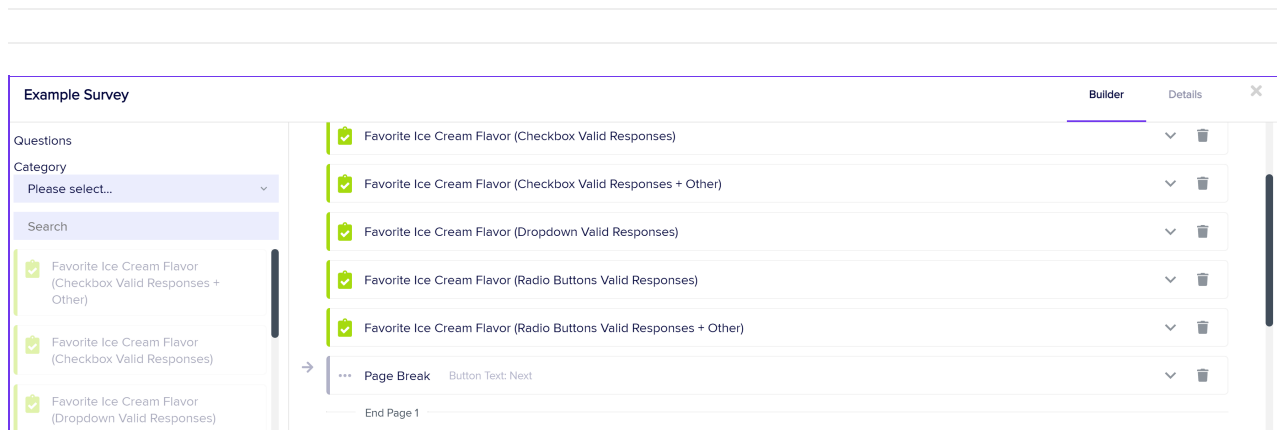 Example Survey
Builder
Details
Questions
Category
Please select...
Search
Favorite Ice Cream Flavor
(Checkbox Valid Responses +
Other)
Favorite Ice Cream Flavor
(Checkbox Valid Responses)
Favorite Ice Cream Flavor
(Dropdown Valid Responses)
Favorite Ice Cream Flavor (Checkbox Valid Responses)
Favorite Ice Cream Flavor (Checkbox Valid Responses + Other)
Favorite Ice Cream Flavor (Dropdown Valid Responses)
Favorite Ice Cream Flavor (Radio Buttons Valid Responses)
Favorite Ice Cream Flavor (Radio Buttons Valid Responses + Other)
Page Break Button Text: Next
End Page 1